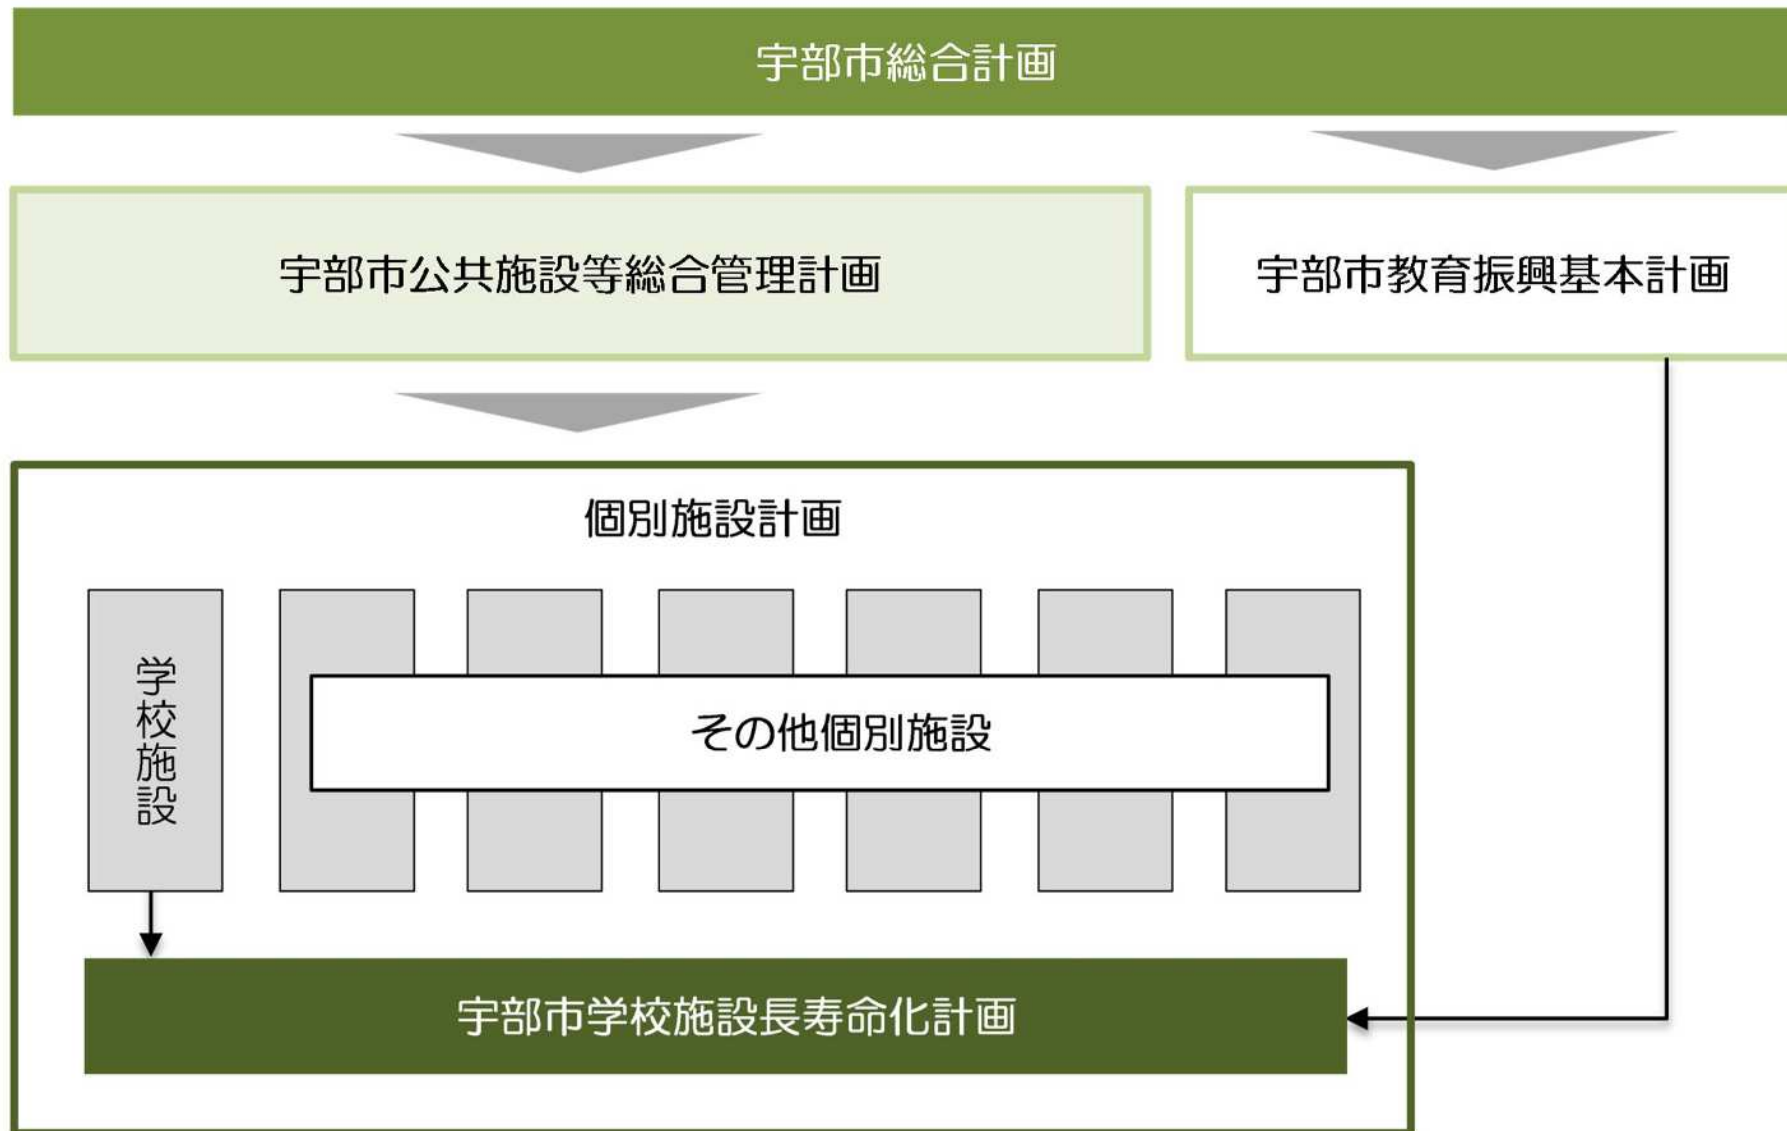 宇部市総合計画
宇部市公共施設等総合管理計画
宇部市教育振興基本計画
個別施設計画
学校施設
その他個別施設
宇部市学校施設長寿命化計画